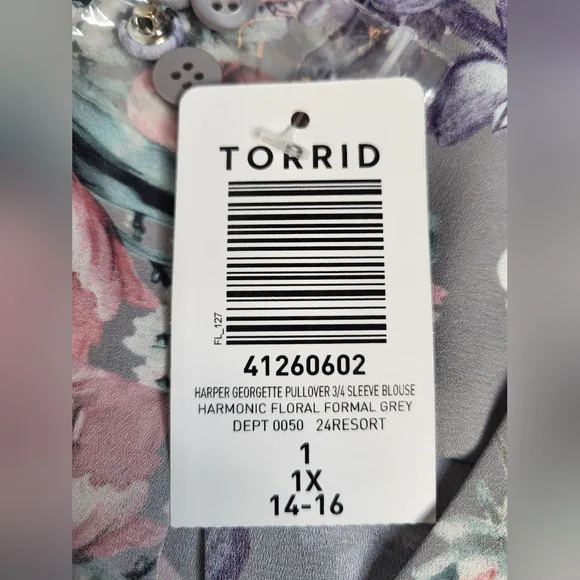 TORRID
FL_127
41260602
HARPER GEORGETTE PULLOVER 3/4 SLEEVE BLOUSE
HARMONIC FLORAL FORMAL GREY
DEPT 0050 24RESORT
1
1X
14-16